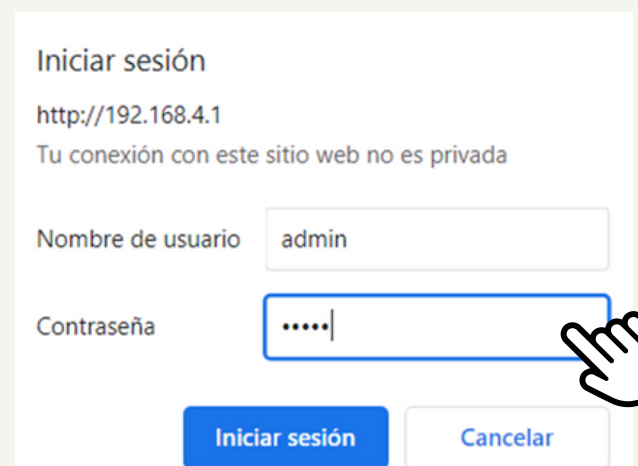 Iniciar sesión
http://192.168.4.1
Tu conexión con este sitio web no es privada
Nombre de usuario admin
Contraseña •••••
Iniciar sesión Cancelar